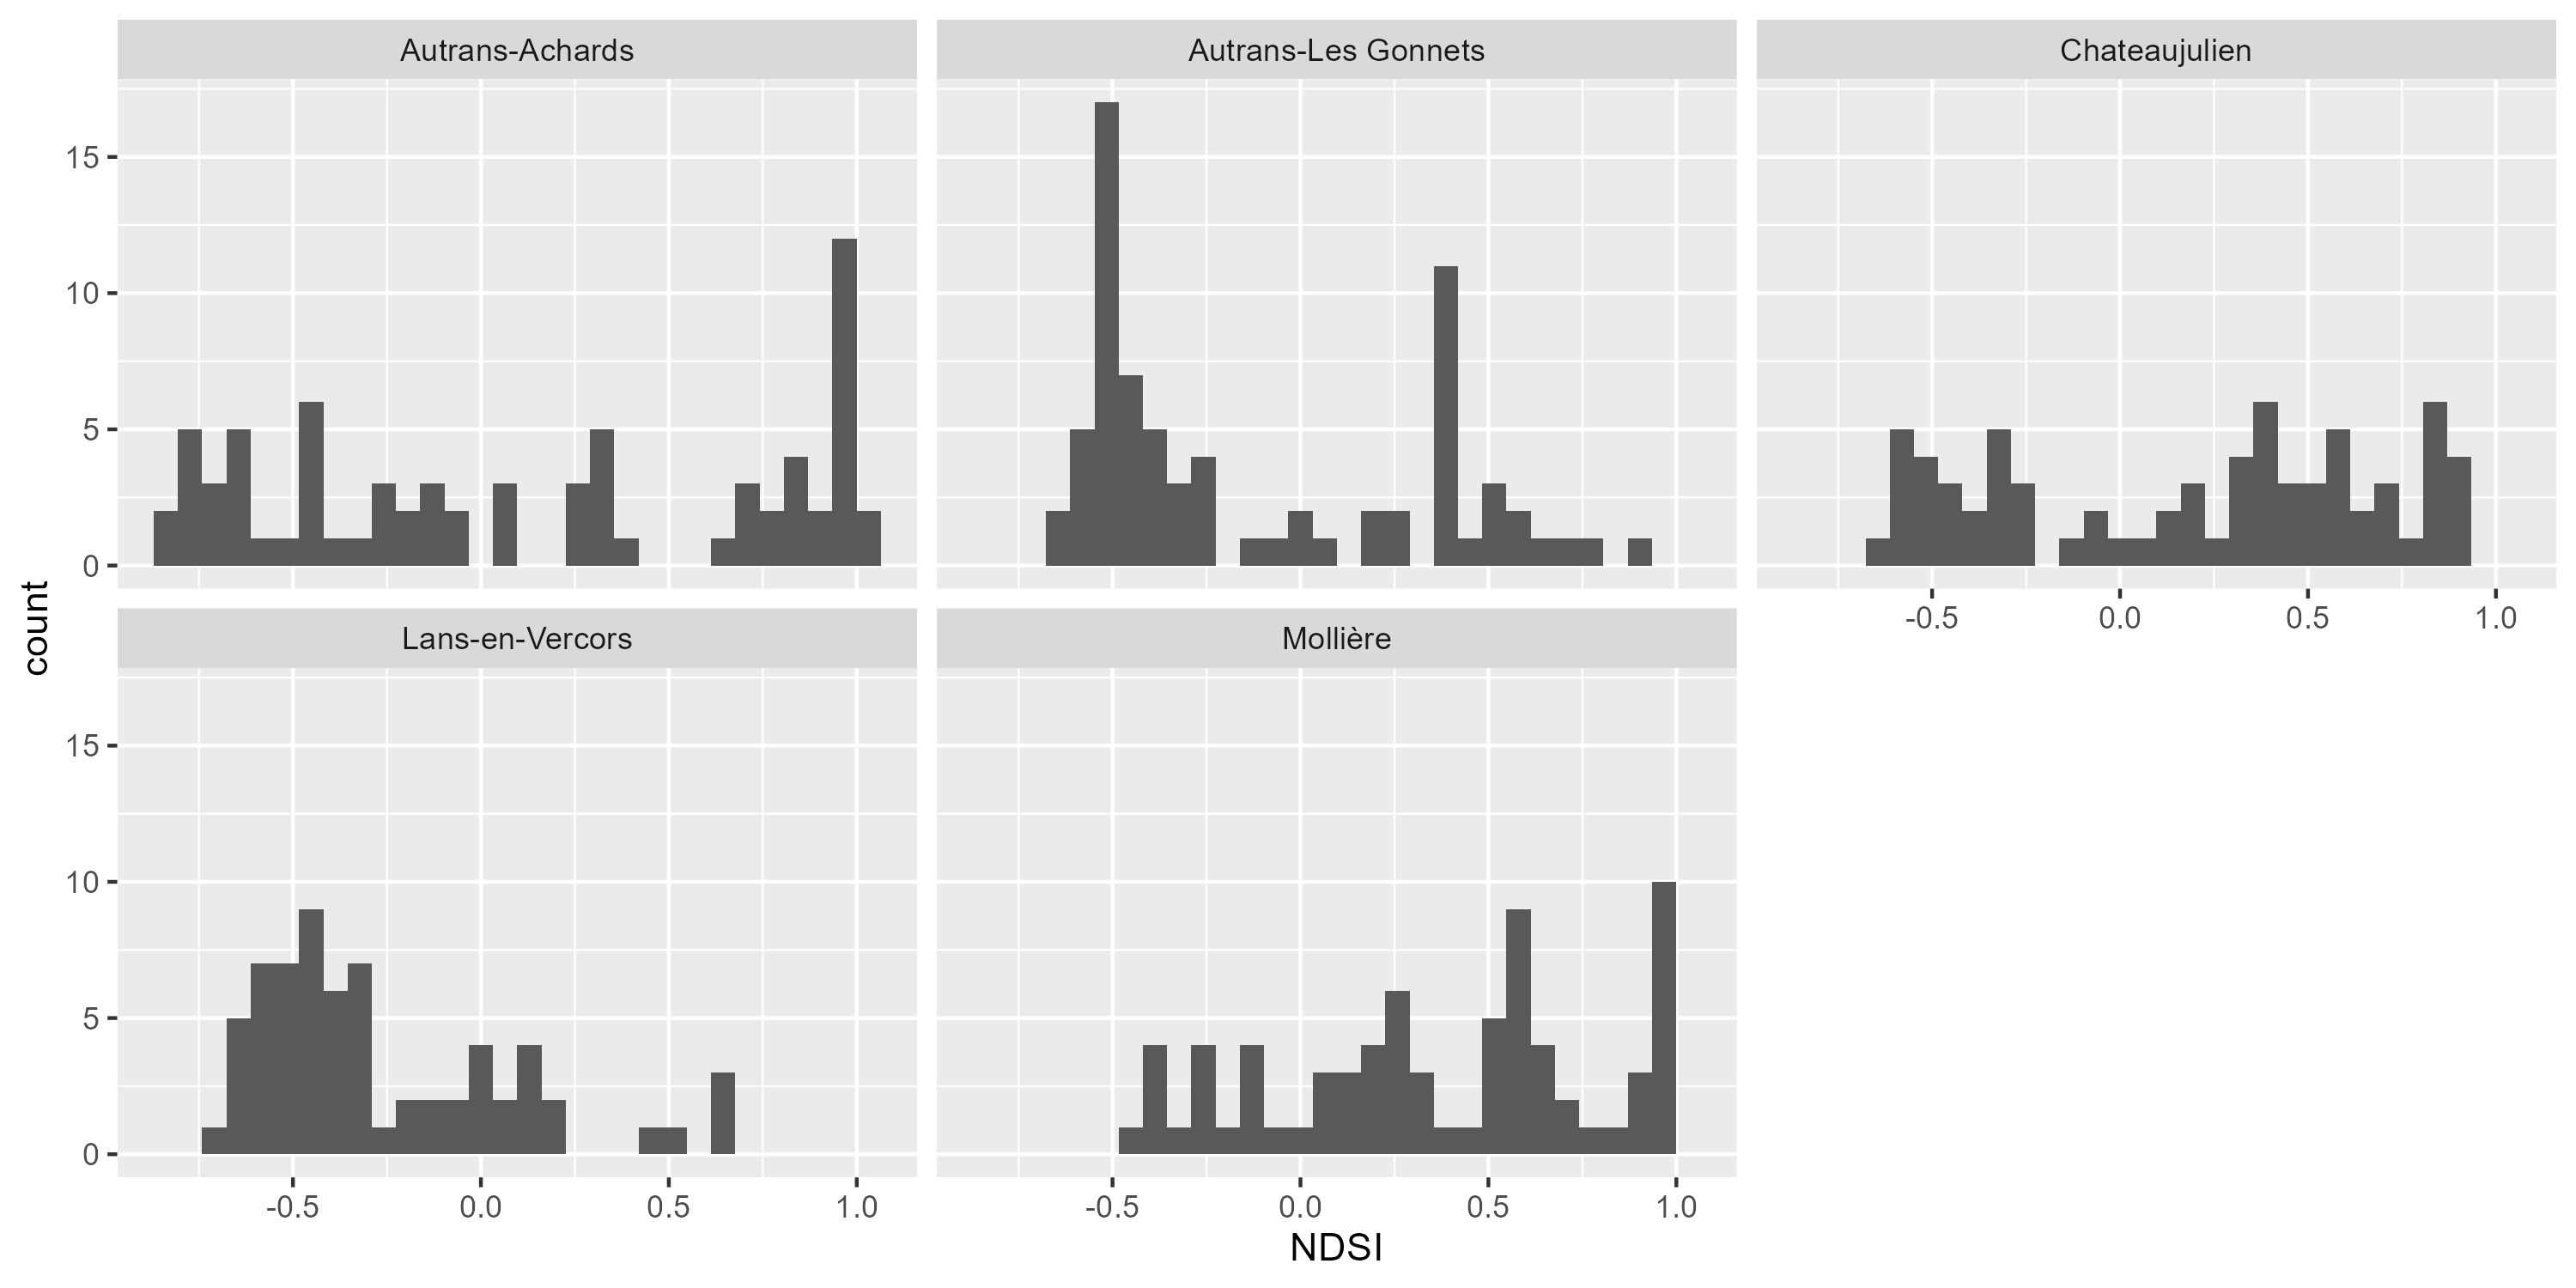 Autrans-Achards
Autrans-Les Gonnets
Chateaujulien
15
10
5
0
-0.5 0.0 0.5 1.0
count
Lans-en-Vercors
Mollière
15
10
5
0
-0.5 0.0 0.5 1.0
-0.5 0.0 0.5 1.0
NDSI